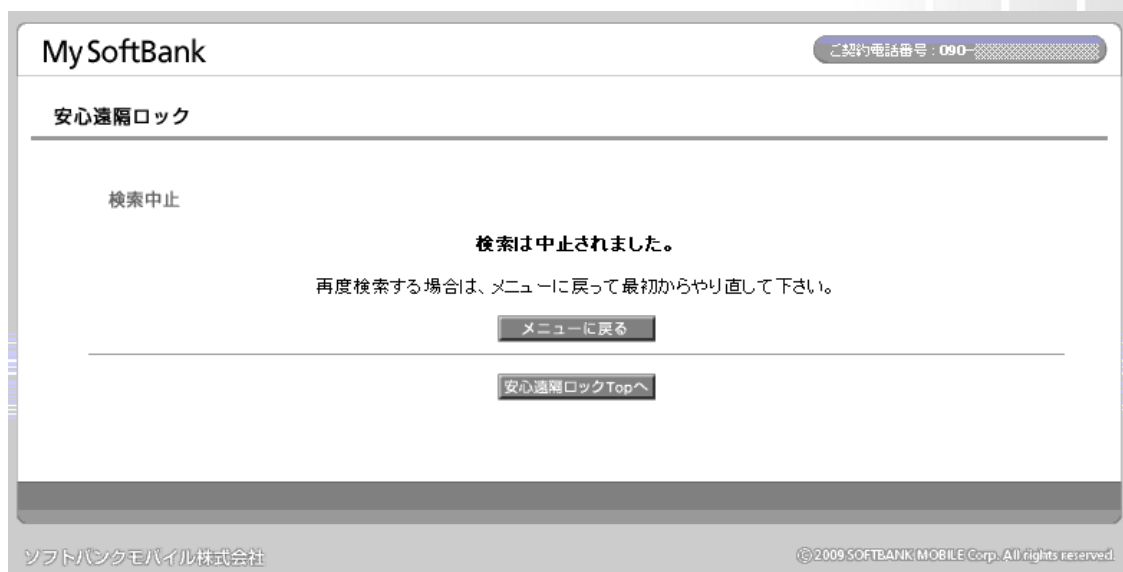 My SoftBank
ご契約電話番号：090-
安心遠隔ロック
検索中止
検索は中止されました。
再度検索する場合は、メニューに戻って最初からやり直して下さい。
メニューに戻る
安心遠隔ロックTopへ
ソフトバンクモバイル株式会社
©2009 SOFTBANK MOBILE Corp. All rights reserved.